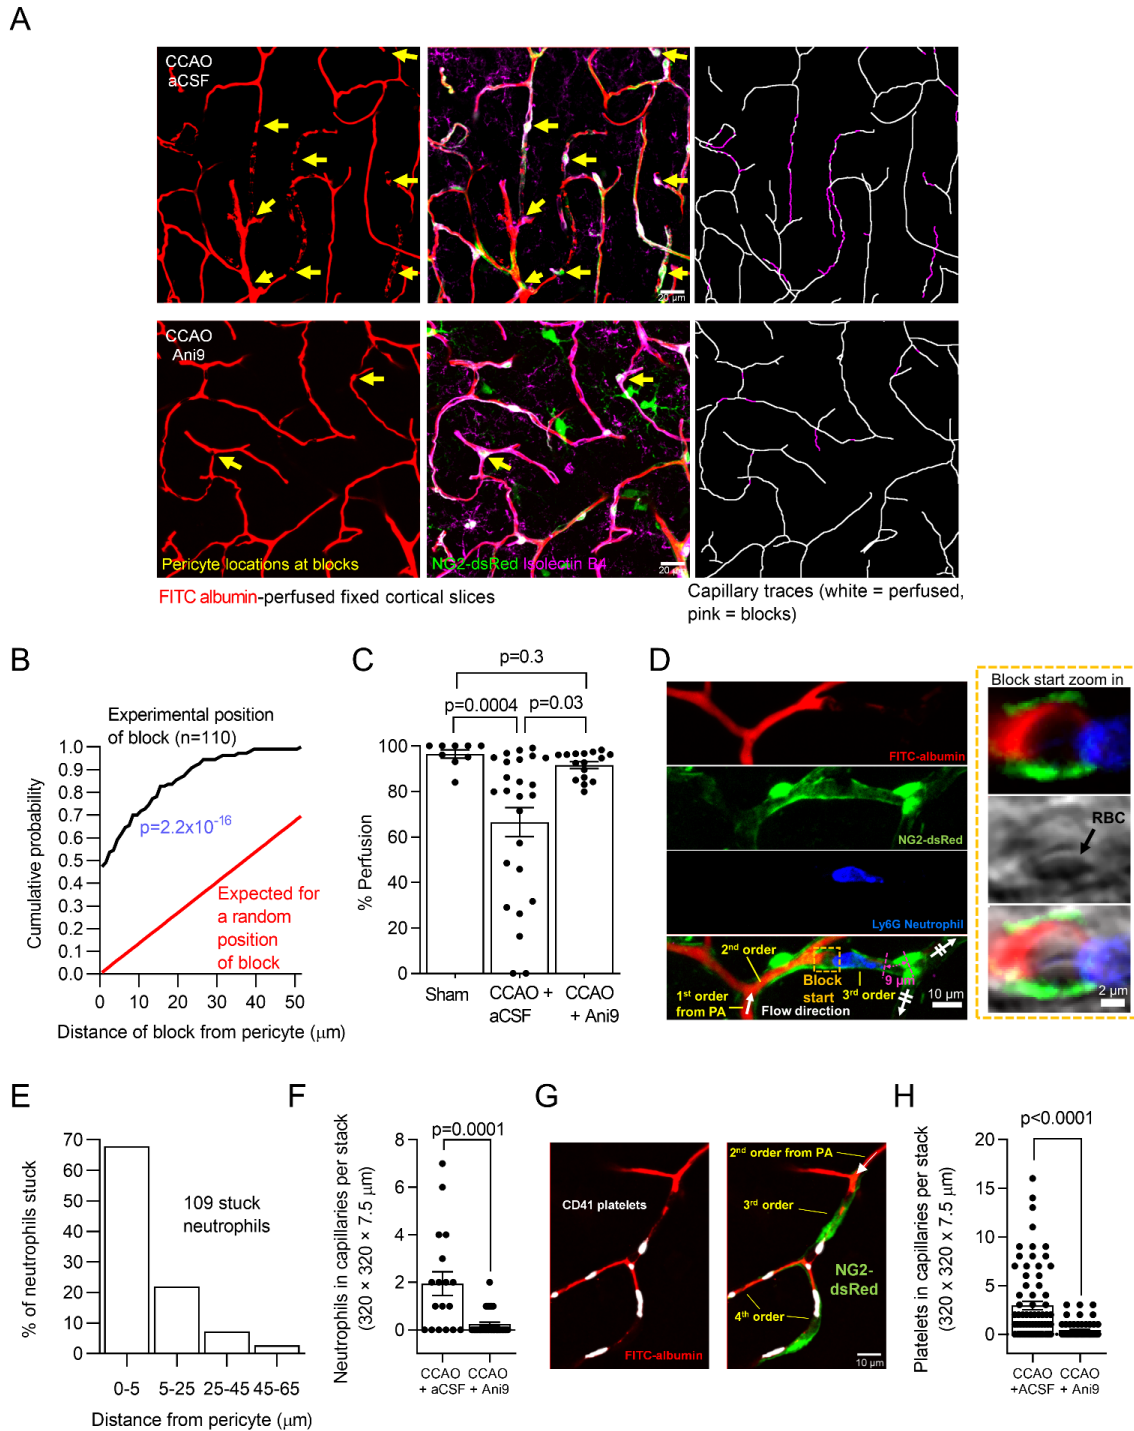 A
CCAO
aCSF
20 µm
CCAO
Ani9
Pericyte locations at blocks
NG2-dsRed Isolectin B4
20 µm
FITC albumin-perfused fixed cortical slices
Capillary traces (white = perfused,
pink = blocks)
B
Experimental position
of block (n=110)
p=2.2x10-16
Expected for
a random
position
of block
Cumulative probability
1.0
0.9
0.8
0.7
0.6
0.5
0.4
0.3
0.2
0.1
0.0
0 10 20 30 40 50
Distance of block from pericyte (µm)
C
p=0.3
p=0.0004 p=0.03
% Perfusion
100
80
60
40
20
0
Sham
CCAO +
aCSF
CCAO
+ Ani9
D
FITC-albumin
NG2-dsRed
Ly6G Neutrophil
2nd order
1st order
from PA
Block
start
3rd order
9 µm
Flow direction
10 µm
Block start zoom in
RBC
2 µm
E
% of neutrophils stuck
70
60
50
40
30
20
10
0
109 stuck
neutrophils
0-5 5-25 25-45 45-65
Distance from pericyte (µm)
F
Neutrophils in capillaries per stack
(320 × 320 × 7.5 µm)
p=0.0001
8
6
4
2
0
CCAO
+ aCSF
CCAO
+ Ani9
G
CD41 platelets
FITC-albumin
2nd order from PA
3rd order
NG2-
dsRed
4th order
10 µm
H
Platelets in capillaries per stack
(320 x 320 x 7.5 µm)
p<0.0001
20
15
10
5
0
CCAO
+ACSF
CCAO
+ Ani9